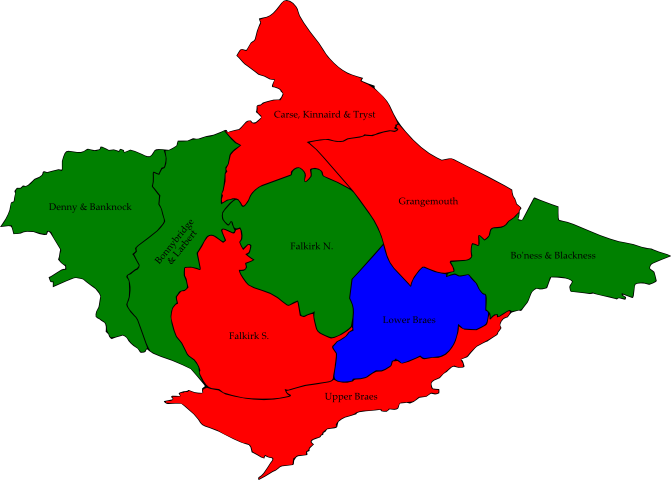 Carse, Kinnaird & Tryst
Grangemouth
Denny & Banknock
Bonnybridge
& Larbert
Falkirk N.
Bo'ness & Blackness
Lower Braes
Falkirk S.
Upper Braes